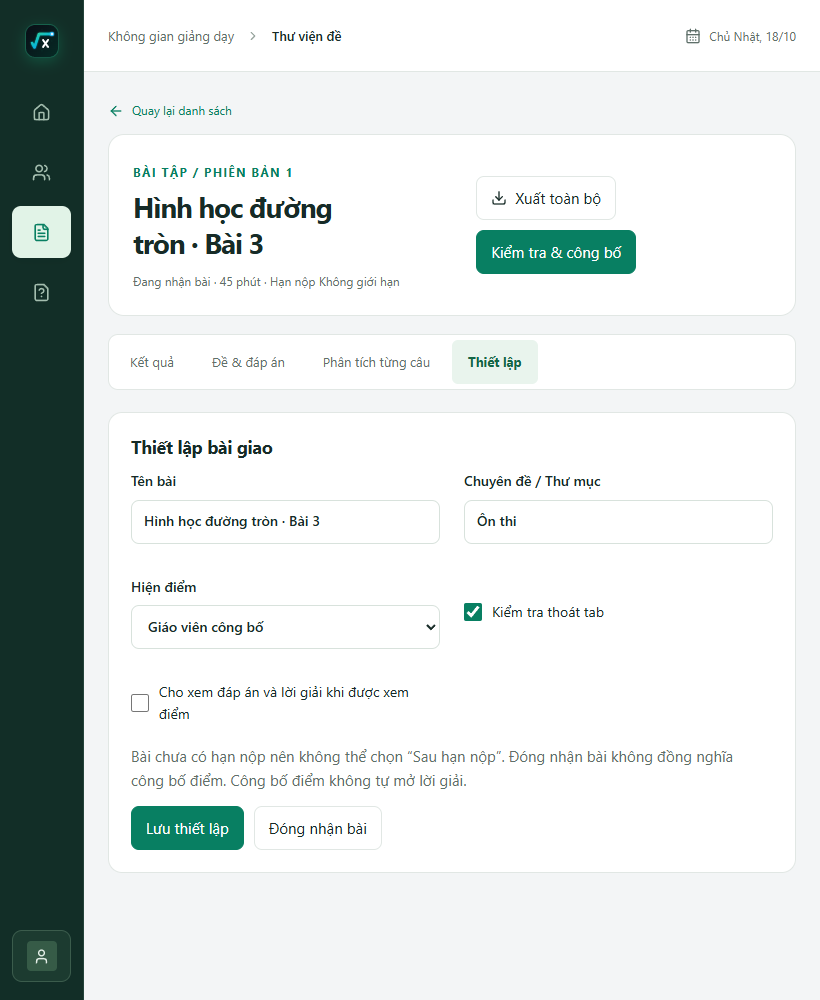 Không gian giảng dạy > Thư viện đề
Chủ Nhật, 18/10
Quay lại danh sách
BÀI TẬP / PHIÊN BẢN 1
Hình học đường
tròn · Bài 3
Đang nhận bài · 45 phút · Hạn nộp Không giới hạn
Xuất toàn bộ
Kiểm tra & công bố
Kết quả
Đề & đáp án
Phân tích từng câu
Thiết lập
Thiết lập bài giao
Tên bài
Hình học đường tròn · Bài 3
Chuyên đề / Thư mục
Ôn thi
Hiện điểm
Giáo viên công bố
Kiểm tra thoát tab
Cho xem đáp án và lời giải khi được xem
điểm
Bài chưa có hạn nộp nên không thể chọn “Sau hạn nộp”. Đóng nhận bài không đồng nghĩa
công bố điểm. Công bố điểm không tự mở lời giải.
Lưu thiết lập
Đóng nhận bài